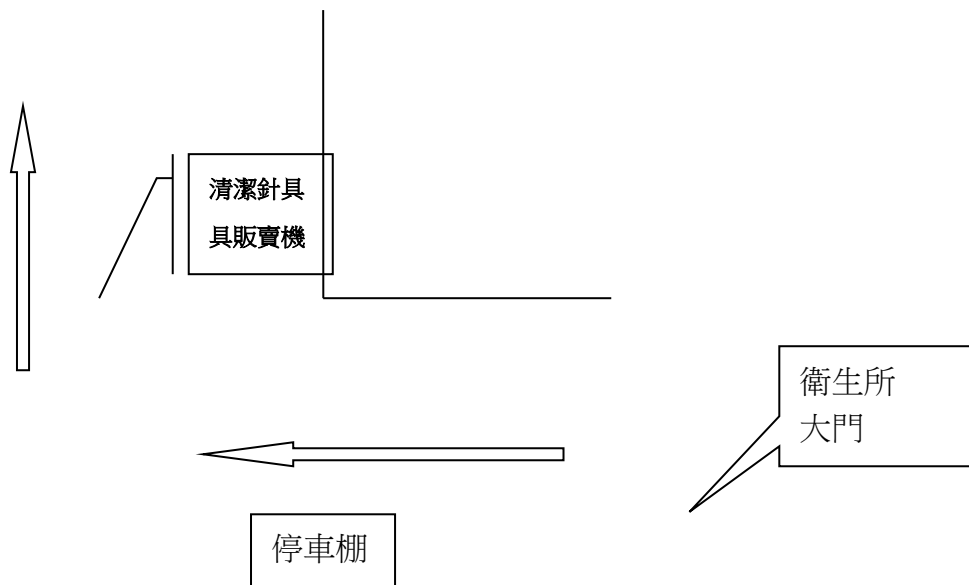 清潔針具
具販賣機
衛生所
大門
停車棚